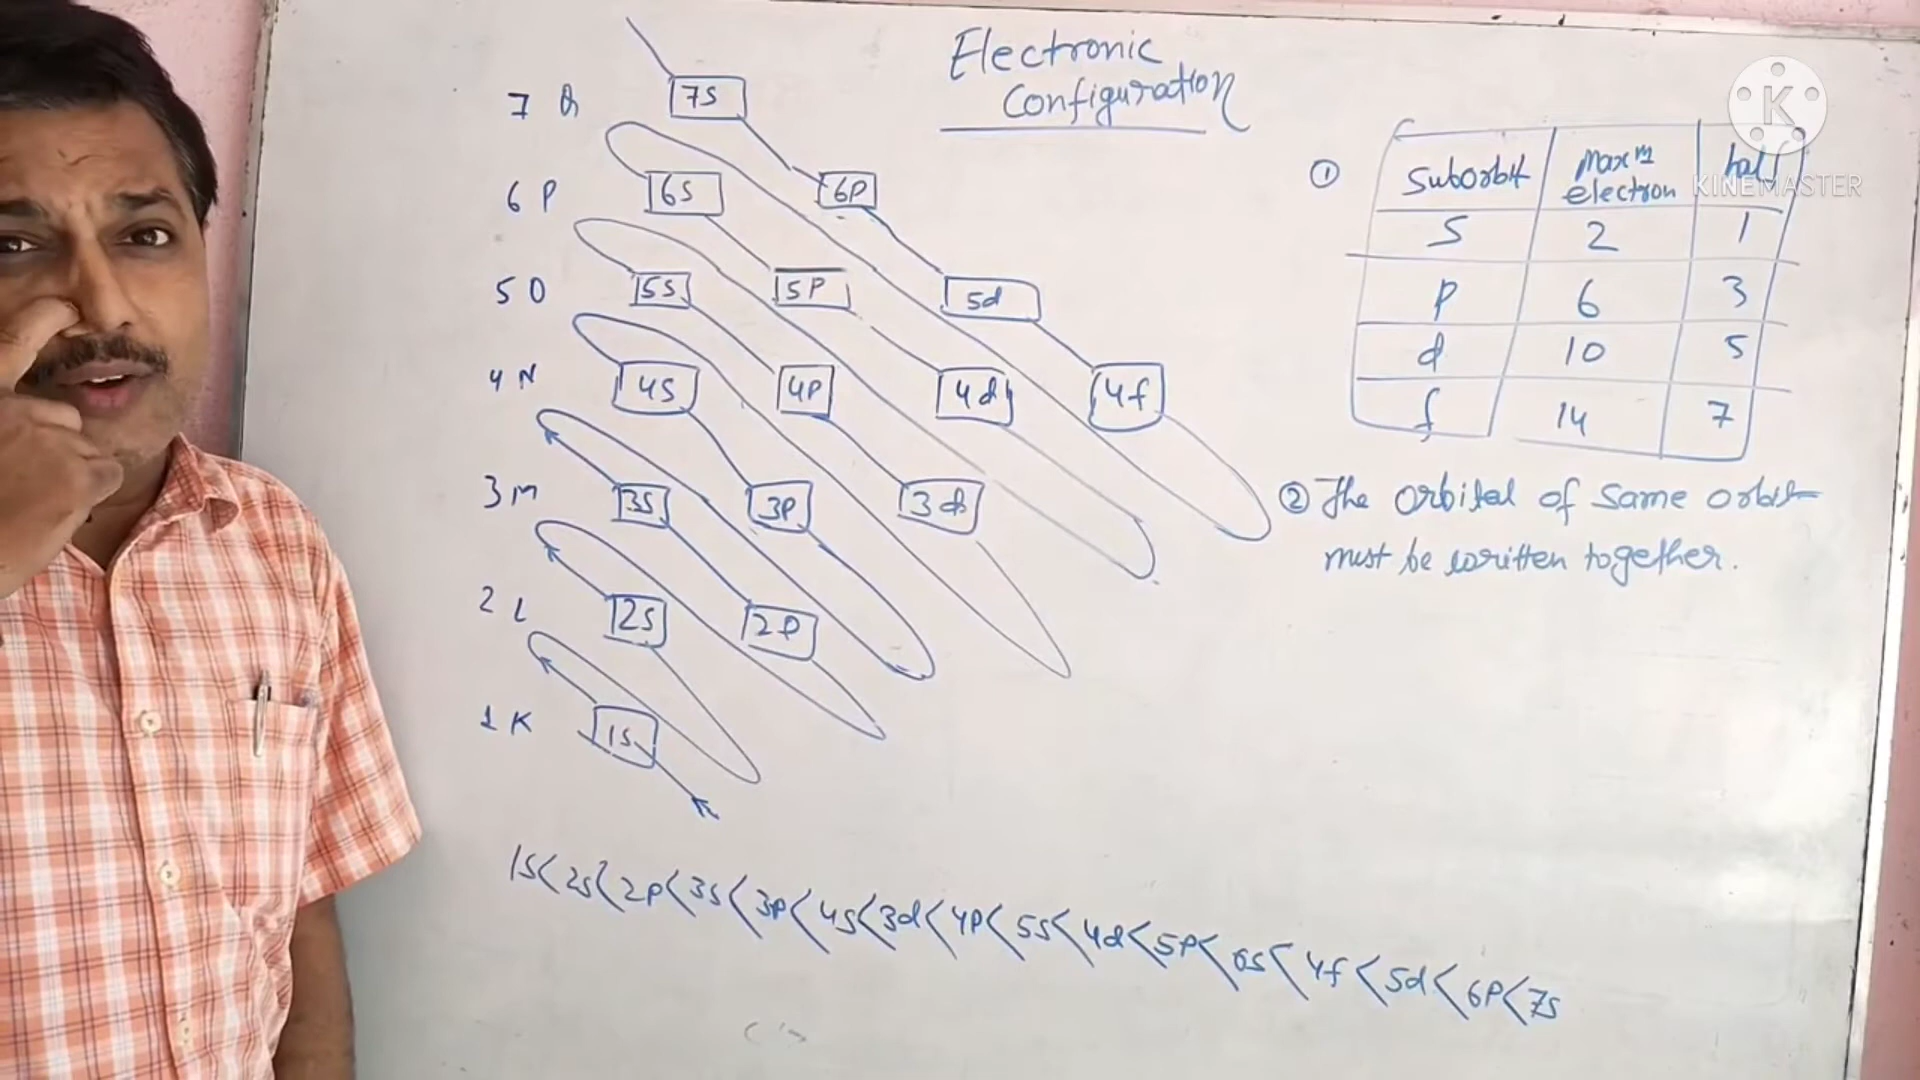 Electronic
Configuration
7 Q
7s
6 P
6s
6p
5 O
5s
5p
5d
4 N
4s
4p
4d
4f
3 M
3s
3p
3d
2 L
2s
2p
1 K
1s
1s<2s<2p<3s<3p<4s<3d<4p<5s<4d<5p<6s<4f<5d<6p<7s
①
Suborbit Maxᵐ electron half
S 2 1
p 6 3
d 10 5
f 14 7
② The orbital of same orbit
must be written together.
K
KINEMASTER